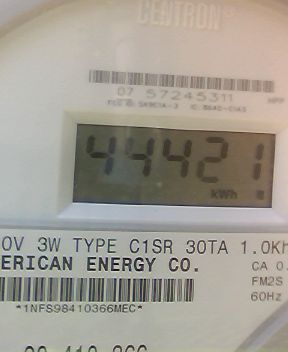 CENTRON®
07 57245311
44421
kWh
0V 3W TYPE C1SR 30TA 1.0Kh
ERICAN ENERGY CO.
CA 0.
FM2S
60Hz
*1NFS98410366MEC*